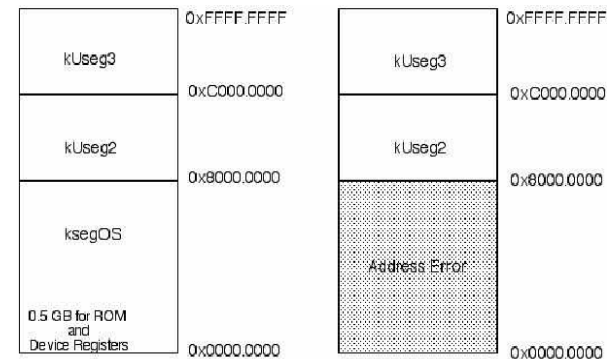 0xFFFF.FFFF
kUseg3
0xC000.0000
kUseg2
0x8000.0000
ksegOS
0.5 GB for ROM
and
Device Registers
0x0000.0000
0xFFFF.FFFF
kUseg3
0xC000.0000
kUseg2
0x8000.0000
Address Error
0x0000.0000